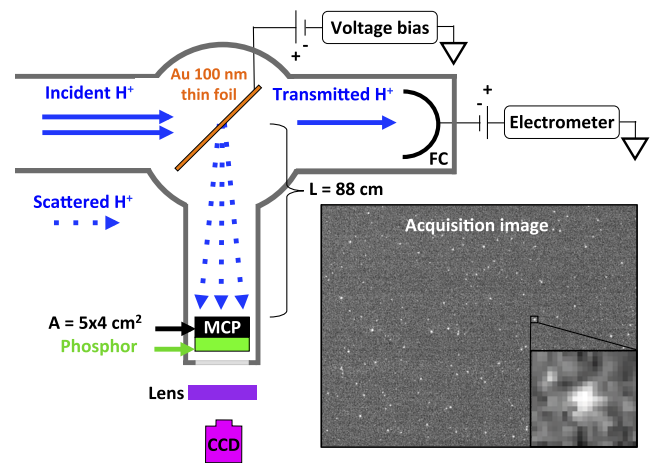 Voltage bias
+
-
Au 100 nm
thin foil
Incident H⁺
Transmitted H⁺
+
-
Electrometer
FC
L = 88 cm
Scattered H⁺
Acquisition image
A = 5x4 cm²
MCP
Phosphor
Lens
CCD